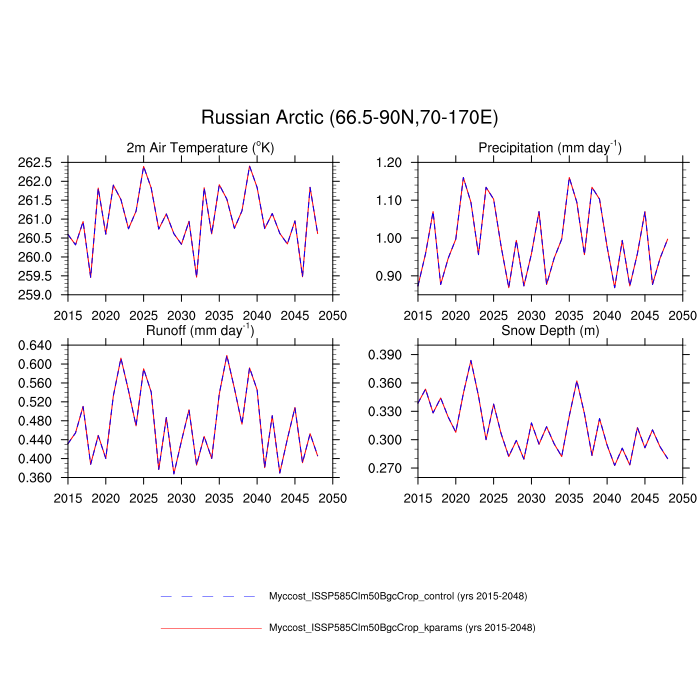 Russian Arctic (66.5-90N,70-170E)
2m Air Temperature (°K)
262.5
262.0
261.5
261.0
260.5
260.0
259.5
259.0
2015 2020 2025 2030 2035 2040 2045 2050
Precipitation (mm day⁻¹)
1.20
1.10
1.00
0.90
2015 2020 2025 2030 2035 2040 2045 2050
Runoff (mm day⁻¹)
0.640
0.600
0.560
0.520
0.480
0.440
0.400
0.360
2015 2020 2025 2030 2035 2040 2045 2050
Snow Depth (m)
0.390
0.360
0.330
0.300
0.270
2015 2020 2025 2030 2035 2040 2045 2050
Myccost_ISSP585Clm50BgcCrop_control (yrs 2015-2048)
Myccost_ISSP585Clm50BgcCrop_kparams (yrs 2015-2048)